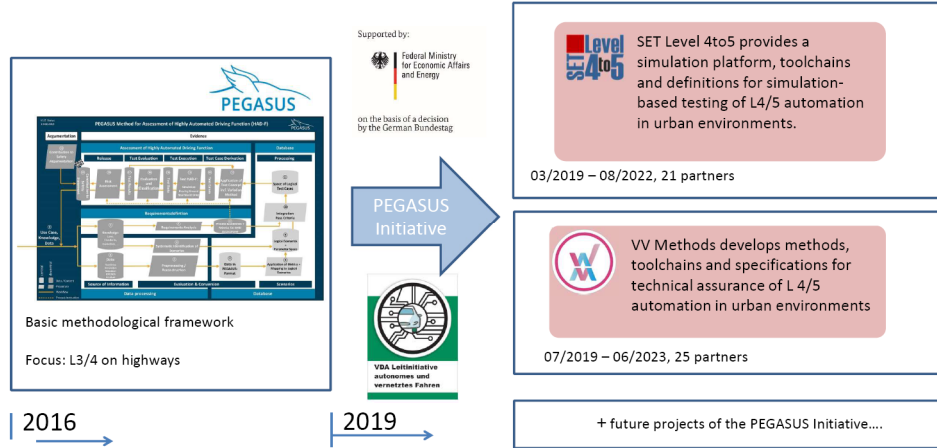 PEGASUS
PEGASUS Method for Assessment of Highly Automated Driving Function (HAD-F)
Argumentation
Evidence
Assessment of Highly Automated Driving Function
Database
Release
Test Evaluation
Test Execution
Test Case Derivation
Processing
Use Case,
Knowledge,
Data
Source of Information
Evaluation & Conversion
Scenarios
Data processing
Database
Basic methodological framework
Focus: L3/4 on highways
2016
Supported by:
Federal Ministry
for Economic Affairs
and Energy
on the basis of a decision
by the German Bundestag
PEGASUS
Initiative
VDA Leitinitiative
autonomes und
vernetztes Fahren
2019
SET Level
4to5
SET Level 4to5 provides a
simulation platform, toolchains
and definitions for simulation-
based testing of L4/5 automation
in urban environments.
03/2019 – 08/2022, 21 partners
VV Methods develops methods,
toolchains and specifications for
technical assurance of L 4/5
automation in urban environments
07/2019 – 06/2023, 25 partners
+ future projects of the PEGASUS Initiative....